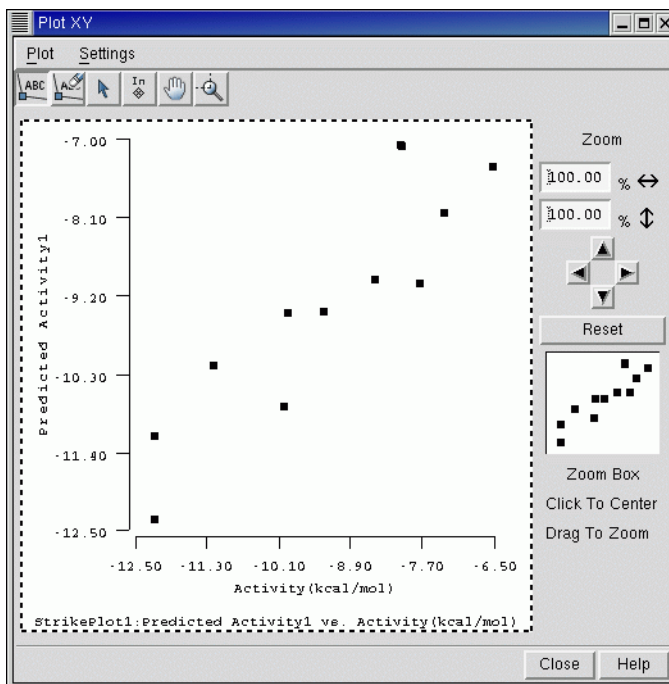 Plot XY
Plot Settings
ABC ABC In
-7.00
-8.10
-9.20
-10.30
-11.40
-12.50
Predicted Activity1
-12.50 -11.30 -10.10 -8.90 -7.70 -6.50
Activity(kcal/mol)
StrikePlot1:Predicted Activity1 vs. Activity(kcal/mol)
Zoom
100.00 %
100.00 %
Reset
Zoom Box
Click To Center
Drag To Zoom
Close Help